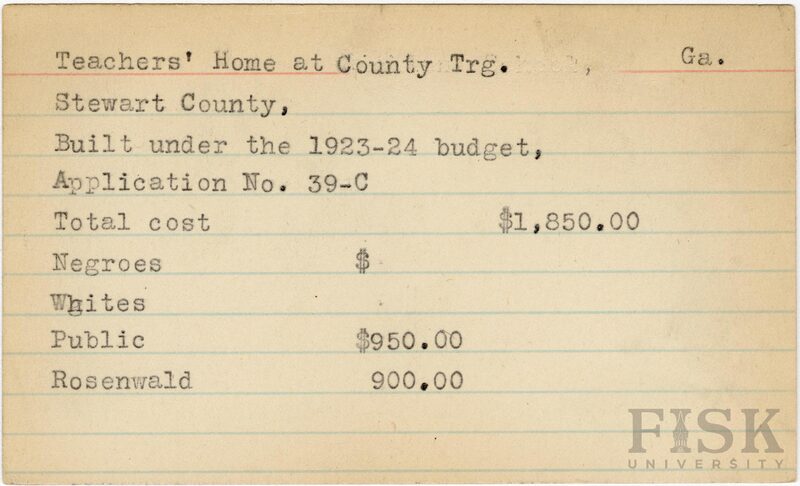 Teachers' Home at County Trg. , Ga.
Stewart County,
Built under the 1923-24 budget,
Application No. 39-C
Total cost $1,850.00
Negroes $
Whites
Public $950.00
Rosenwald 900.00
FISK
UNIVERSITY